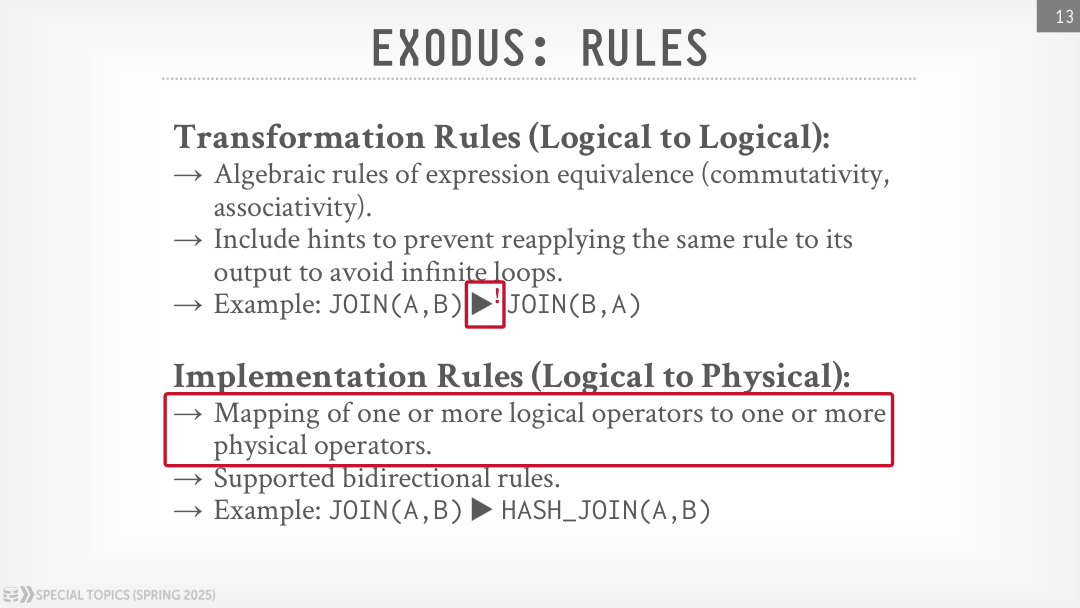 13
EXODUS: RULES
Transformation Rules (Logical to Logical):
→ Algebraic rules of expression equivalence (commutativity,
associativity).
→ Include hints to prevent reapplying the same rule to its
output to avoid infinite loops.
→ Example: JOIN(A,B) ▶! JOIN(B,A)
Implementation Rules (Logical to Physical):
→ Mapping of one or more logical operators to one or more
physical operators.
→ Supported bidirectional rules.
→ Example: JOIN(A,B) ▶ HASH_JOIN(A,B)
SPECIAL TOPICS (SPRING 2025)